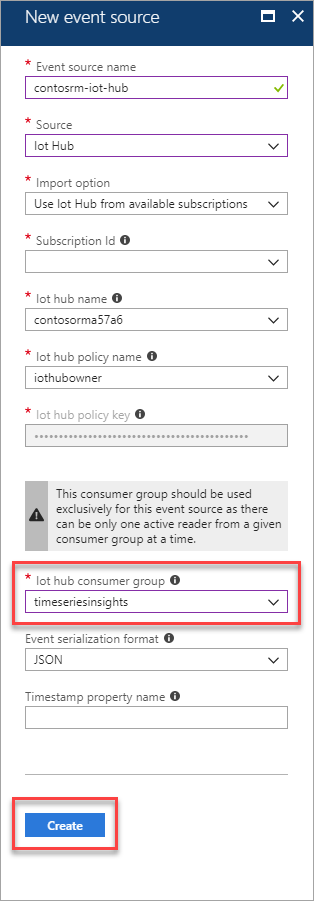 New event source
* Event source name
contosrm-iot-hub
* Source
Iot Hub
* Import option
Use Iot Hub from available subscriptions
* Subscription Id
* Iot hub name
contosorma57a6
* Iot hub policy name
iothubowner
* Iot hub policy key
••••••••••••••••••••••••••••••••••••••••••••
This consumer group should be used
exclusively for this event source as there
can be only one active reader from a given
consumer group at a time.
* Iot hub consumer group
timeseriesinsights
Event serialization format
JSON
Timestamp property name
Create